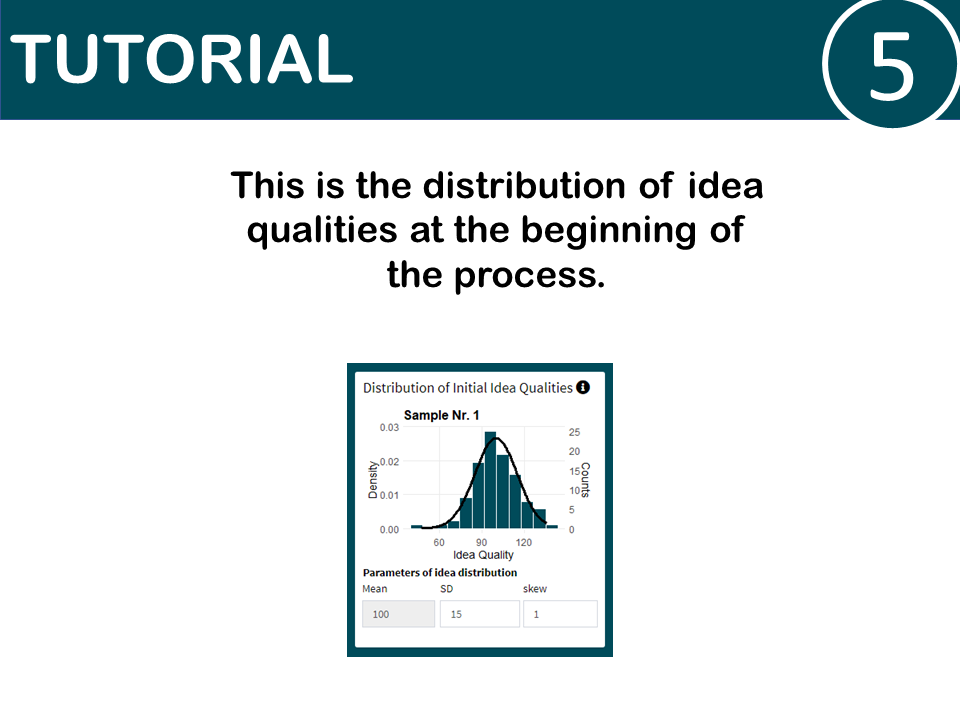 TUTORIAL
5
This is the distribution of idea
qualities at the beginning of
the process.
Distribution of Initial Idea Qualities
Sample Nr. 1
0.03
0.02
0.01
0.00
Density
25
20
15
10
5
0
Counts
60 90 120
Idea Quality
Parameters of idea distribution
Mean SD skew
100 15 1